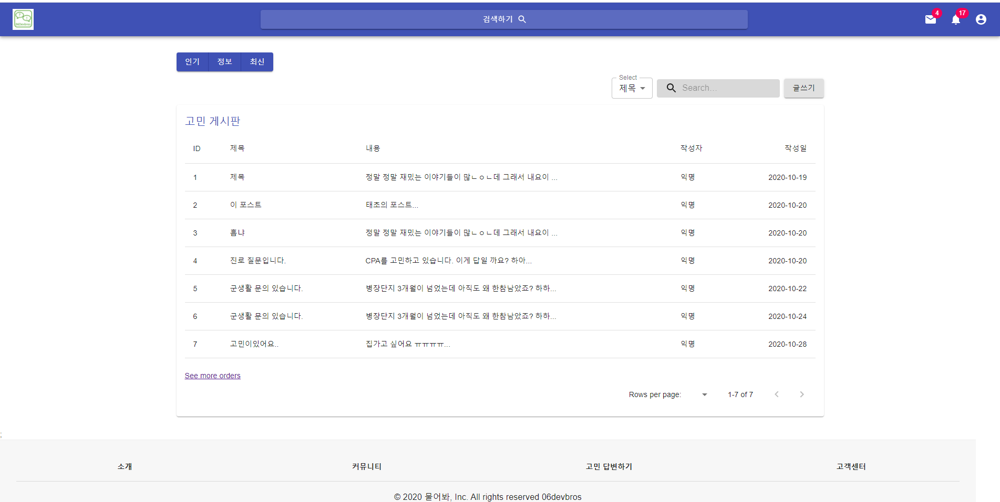 06Devbros
검색하기
4
17
인기 정보 최신
Select
제목
Search...
글쓰기
고민 게시판
ID 제목 내용 작성자 작성일
1 제목 정말 정말 재밌는 이야기들이 많ㄴㅇㄴ데 그래서 내요이 ... 익명 2020-10-19
2 이 포스트 태초의 포스트... 익명 2020-10-20
3 흠냐 정말 정말 재밌는 이야기들이 많ㄴㅇㄴ데 그래서 내요이 ... 익명 2020-10-20
4 진로 질문입니다. CPA를 고민하고 있습니다. 이게 답일 까요? 하아... 익명 2020-10-20
5 군생활 문의 있습니다. 병장단지 3개월이 넘었는데 아직도 왜 한참남았죠? 하하... 익명 2020-10-22
6 군생활 문의 있습니다. 병장단지 3개월이 넘었는데 아직도 왜 한참남았죠? 하하... 익명 2020-10-24
7 고민이있어요.. 집가고 싶어요 ㅠㅠㅠㅠ... 익명 2020-10-28
See more orders
Rows per page: 1-7 of 7
;
소개 커뮤니티 고민 답변하기 고객센터
© 2020 물어봐, Inc. All rights reserved 06devbros